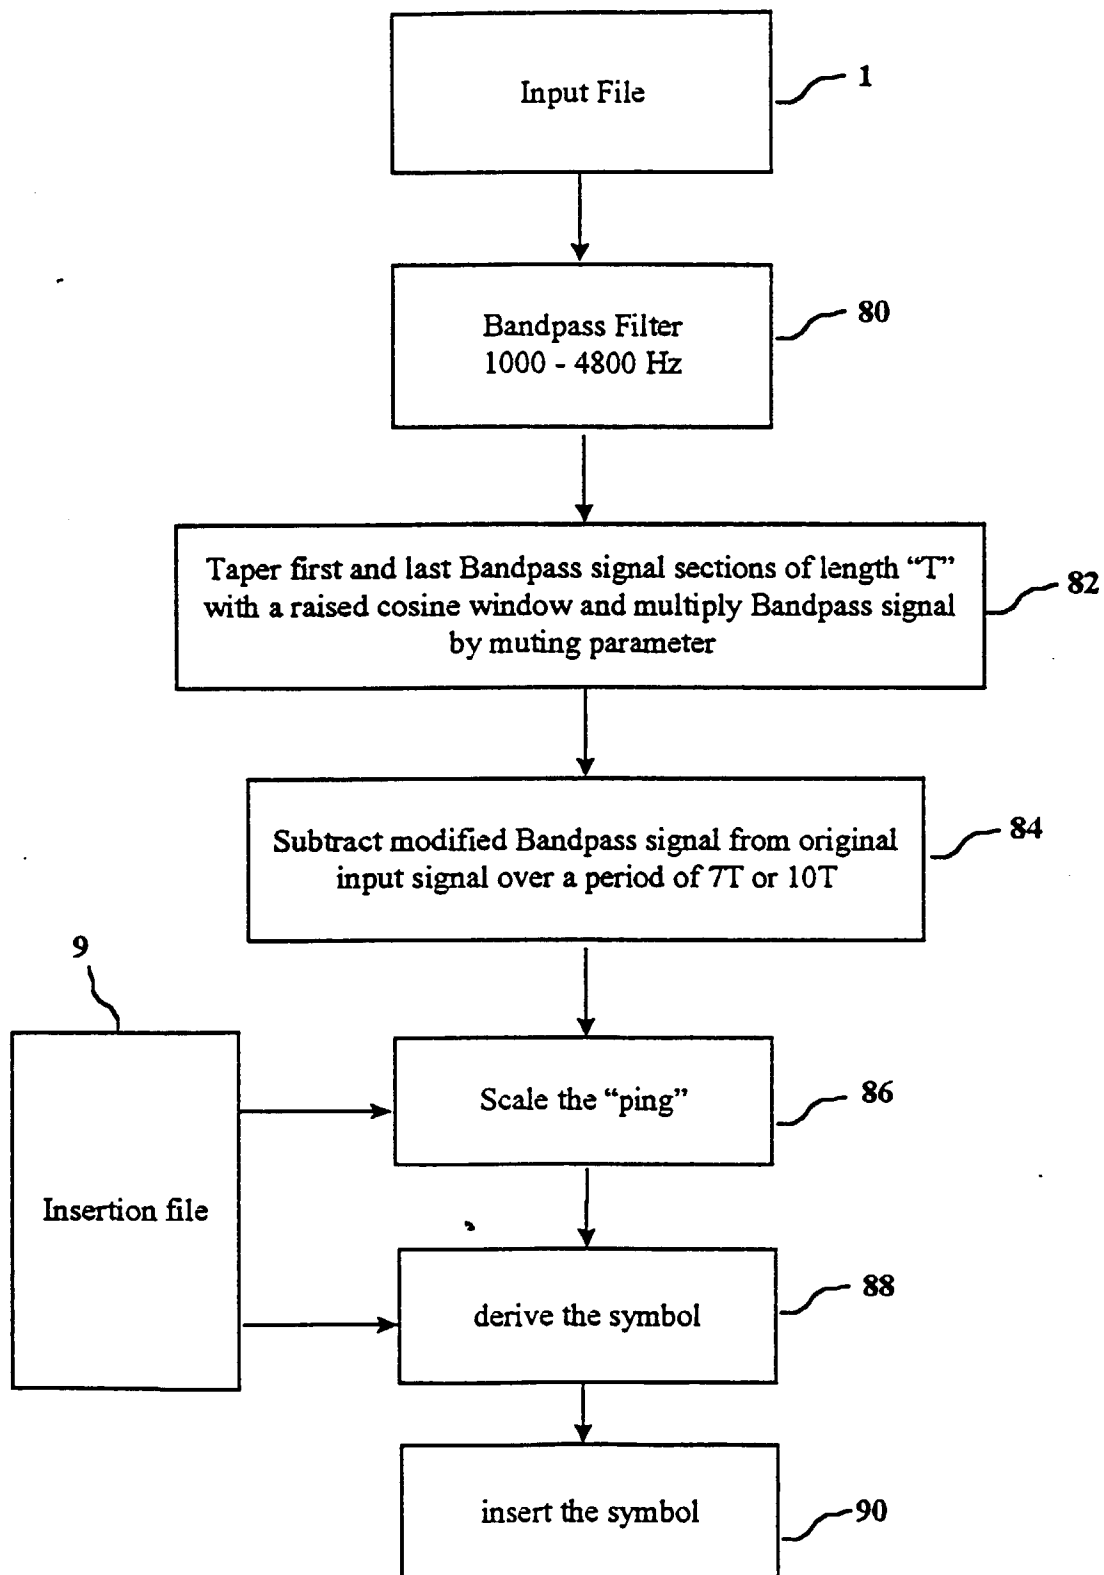 Input File
1
Bandpass Filter
1000 - 4800 Hz
80
Taper first and last Bandpass signal sections of length “T”
with a raised cosine window and multiply Bandpass signal
by muting parameter
82
Subtract modified Bandpass signal from original
input signal over a period of 7T or 10T
84
9
Insertion file
Scale the “ping”
86
derive the symbol
88
insert the symbol
90